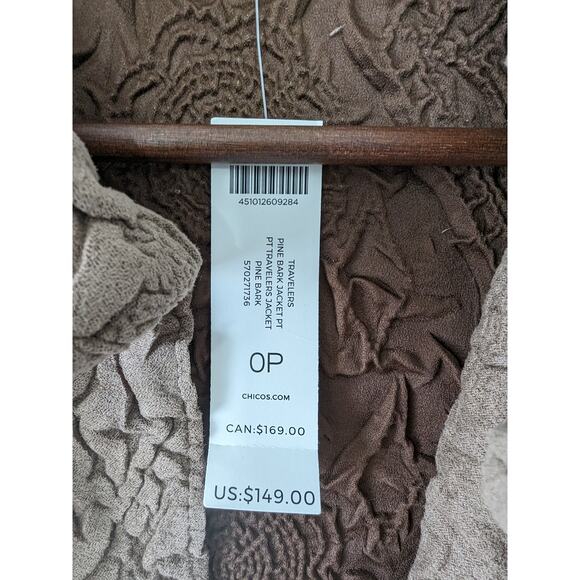 451012609284
TRAVELERS
PINE BARK JACKET PT
PT TRAVELERS JACKET
PINE BARK
570271736
0P
CHICOS.COM
CAN:$169.00
US:$149.00